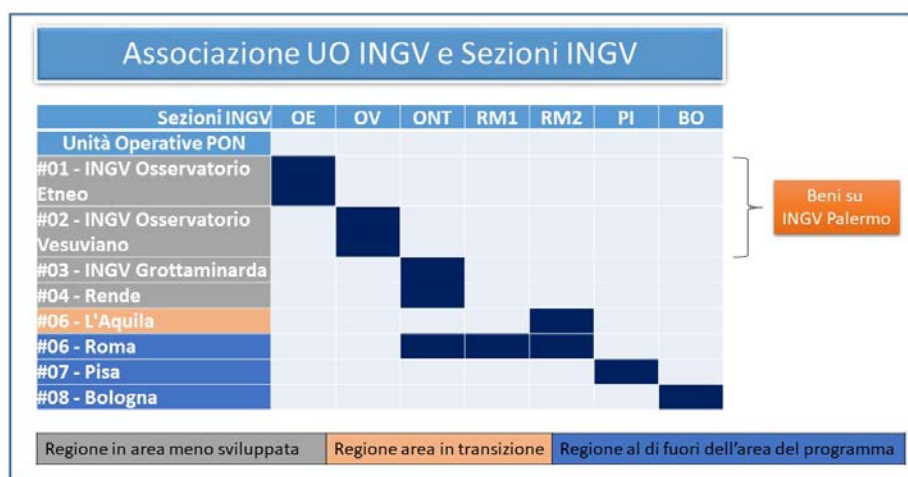 Associazione UO INGV e Sezioni INGV
Sezioni INGV OE OV ONT RM1 RM2 PI BO
Unità Operative PON
#01 - INGV Osservatorio
Etneo
#02 - INGV Osservatorio
Vesuviano
#03 - INGV Grottaminarda
#04 - Rende
#06 - L'Aquila
#06 - Roma
#07 - Pisa
#08 - Bologna
Beni su
INGV Palermo
Regione in area meno sviluppata
Regione area in transizione
Regione al di fuori dell'area del programma